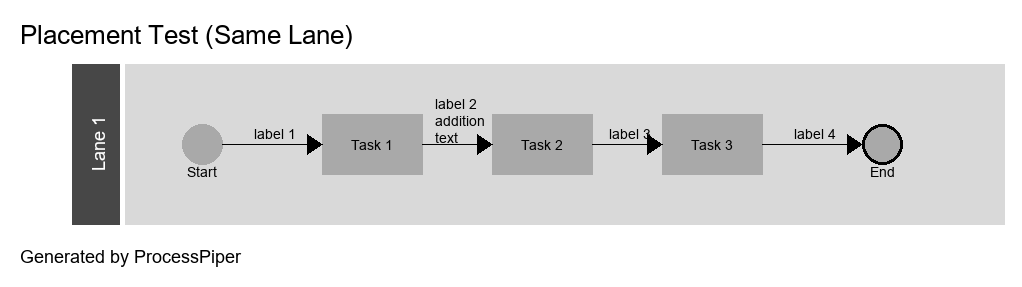 Placement Test (Same Lane)
Lane 1
Start
label 1
Task 1
label 2
addition
text
Task 2
label 3
Task 3
label 4
End
Generated by ProcessPiper